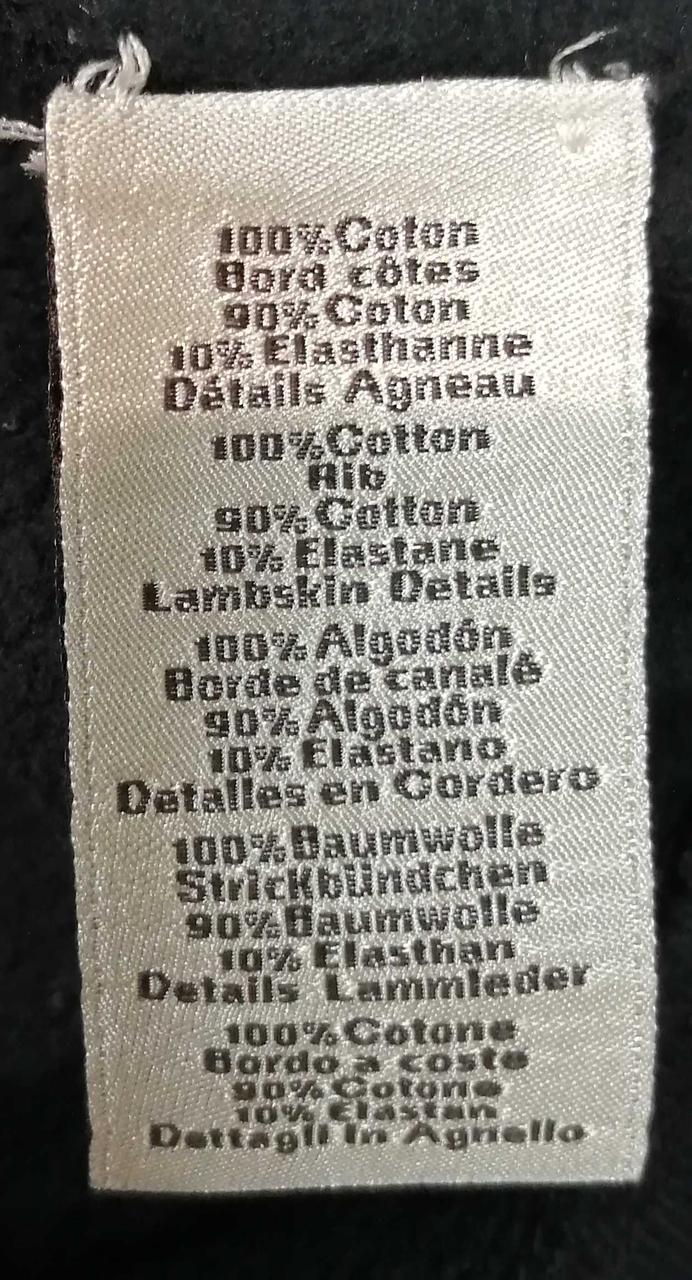 100% Coton
Bord côtes
90% Coton
10% Elasthanne
Détails Agneau
100% Cotton
Rib
90% Cotton
10% Elastane
Lambskin Details
100% Algodón
Borde de canalé
90% Algodón
10% Elastano
Detalles en Cordero
100% Baumwolle
Strickbündchen
90% Baumwolle
10% Elasthan
Details Lammleder
100% Cotone
Bordo a coste
90% Cotone
10% Elastan
Dettagli in Agnello